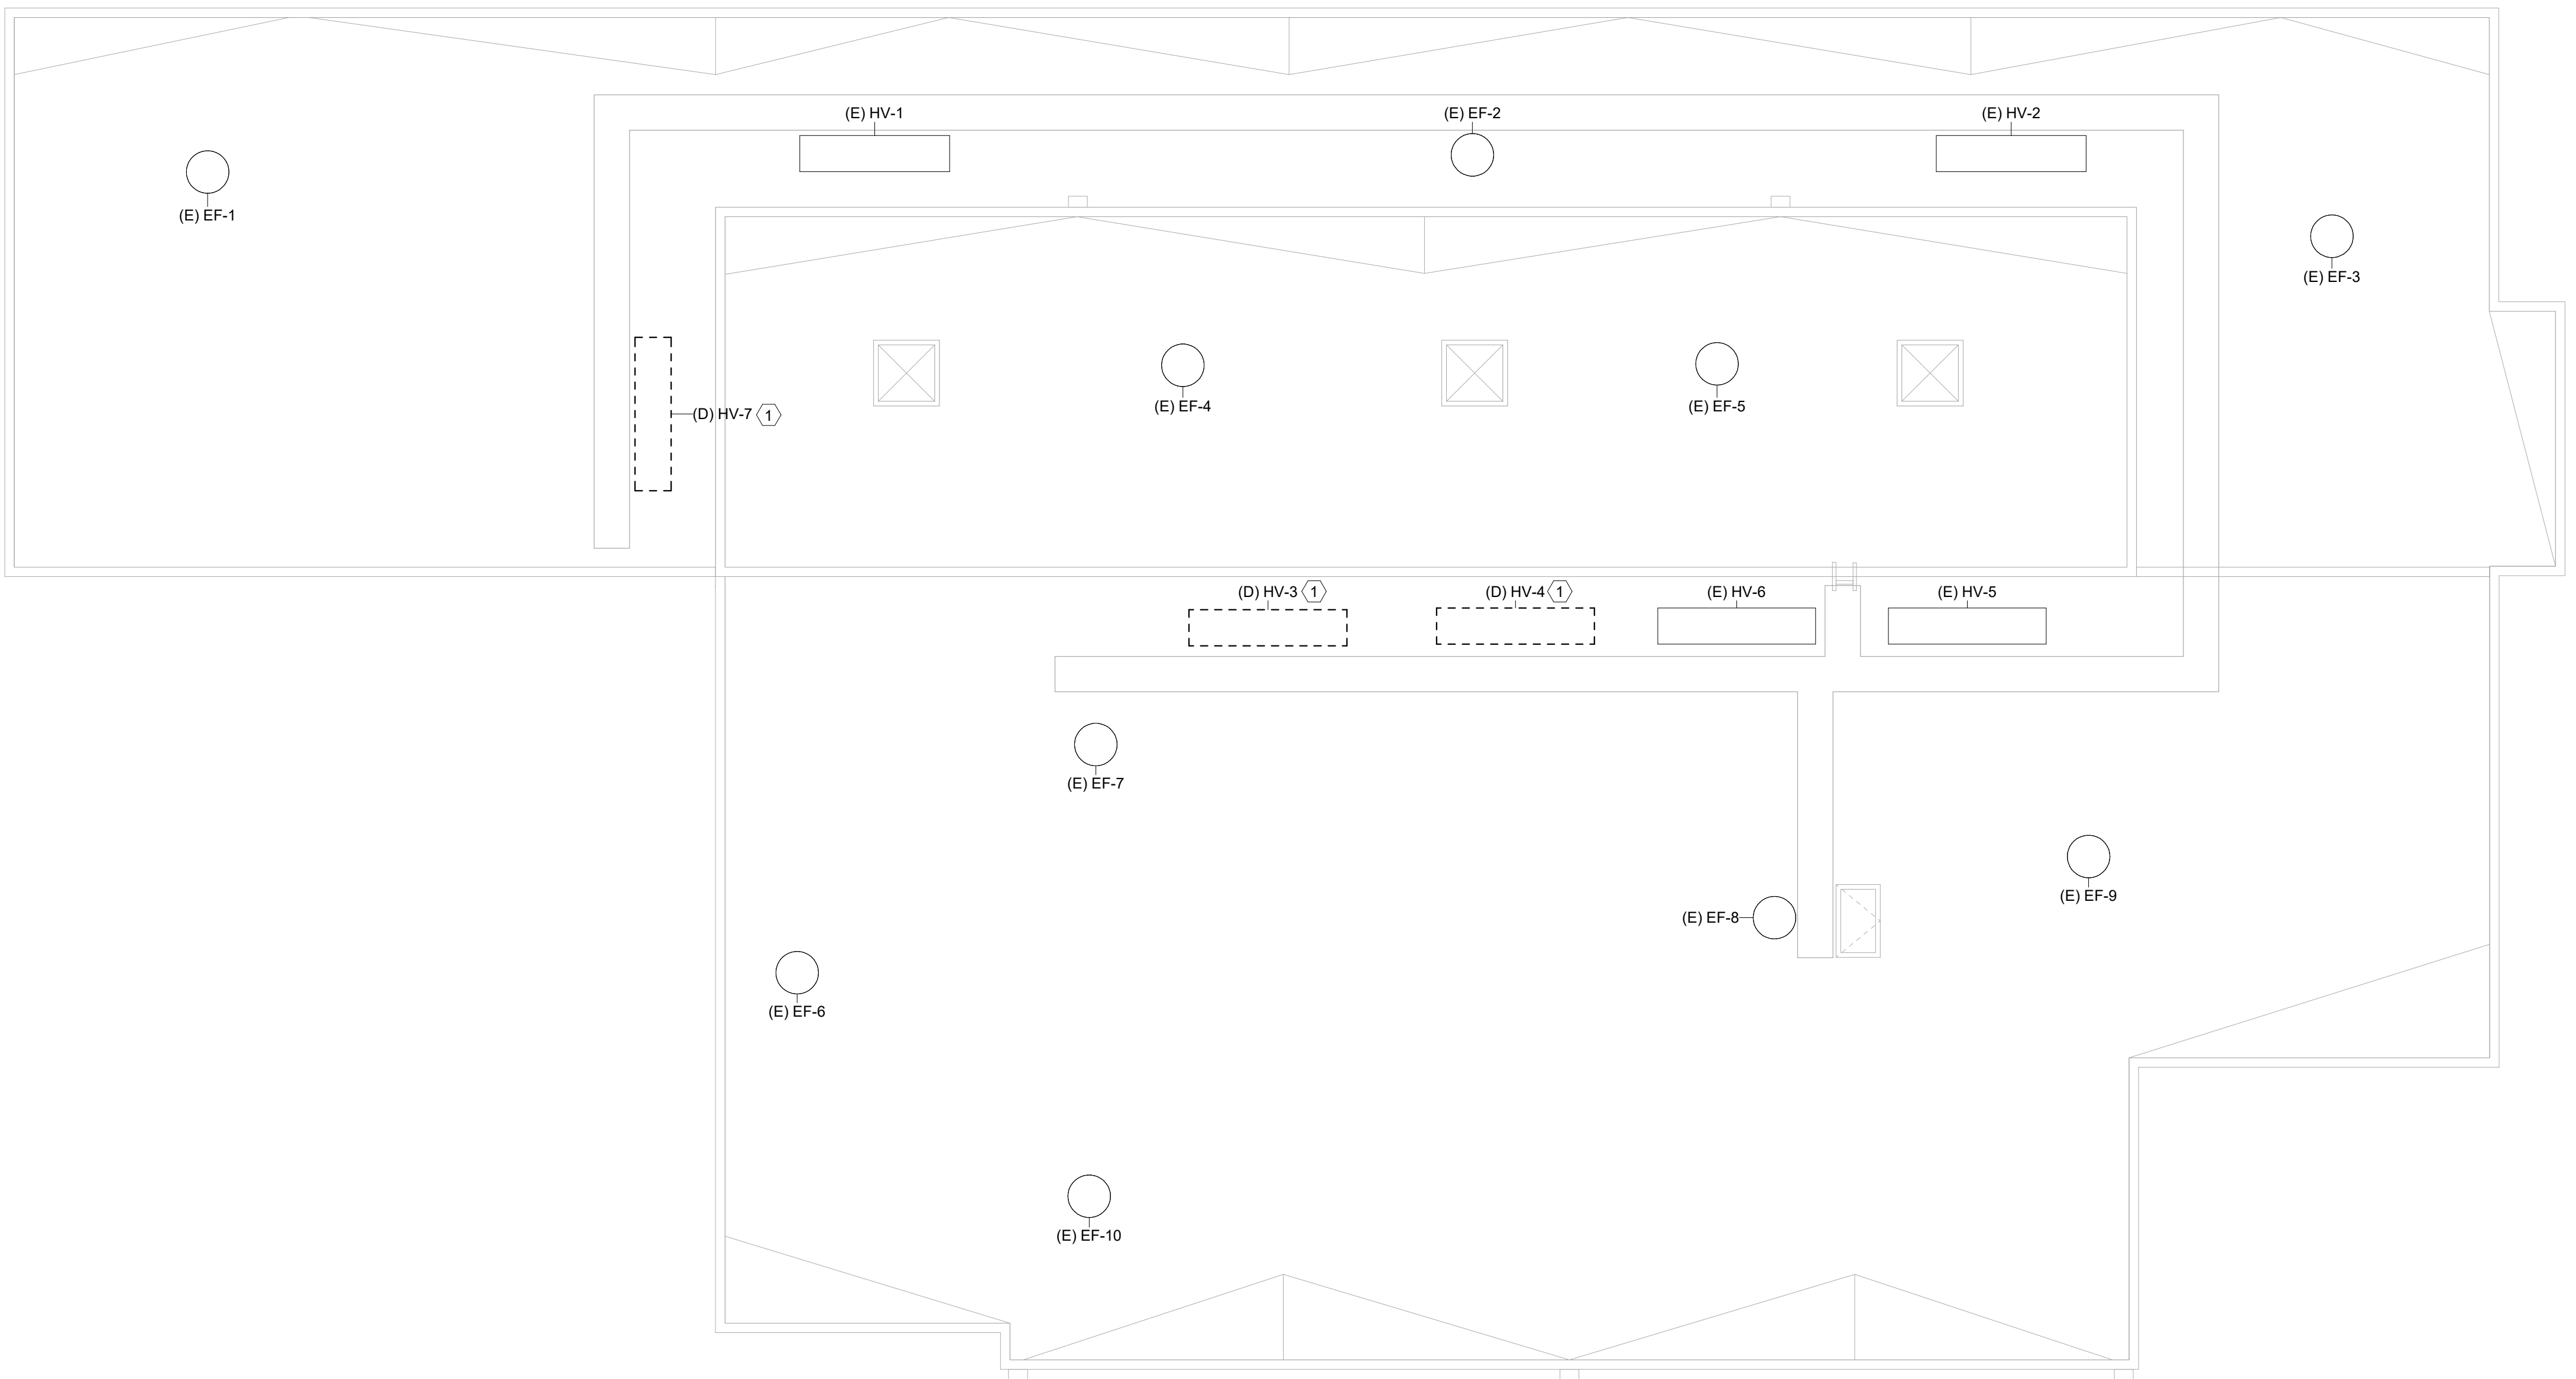 (E) HV-1
(E) EF-2
(E) HV-2
(E) EF-1
(E) EF-3
(E) EF-4
(E) EF-5
(D) HV-7 1
(D) HV-3 1
(D) HV-4 1
(E) HV-6
(E) HV-5
(E) EF-7
(E) EF-9
(E) EF-8
(E) EF-6
(E) EF-10